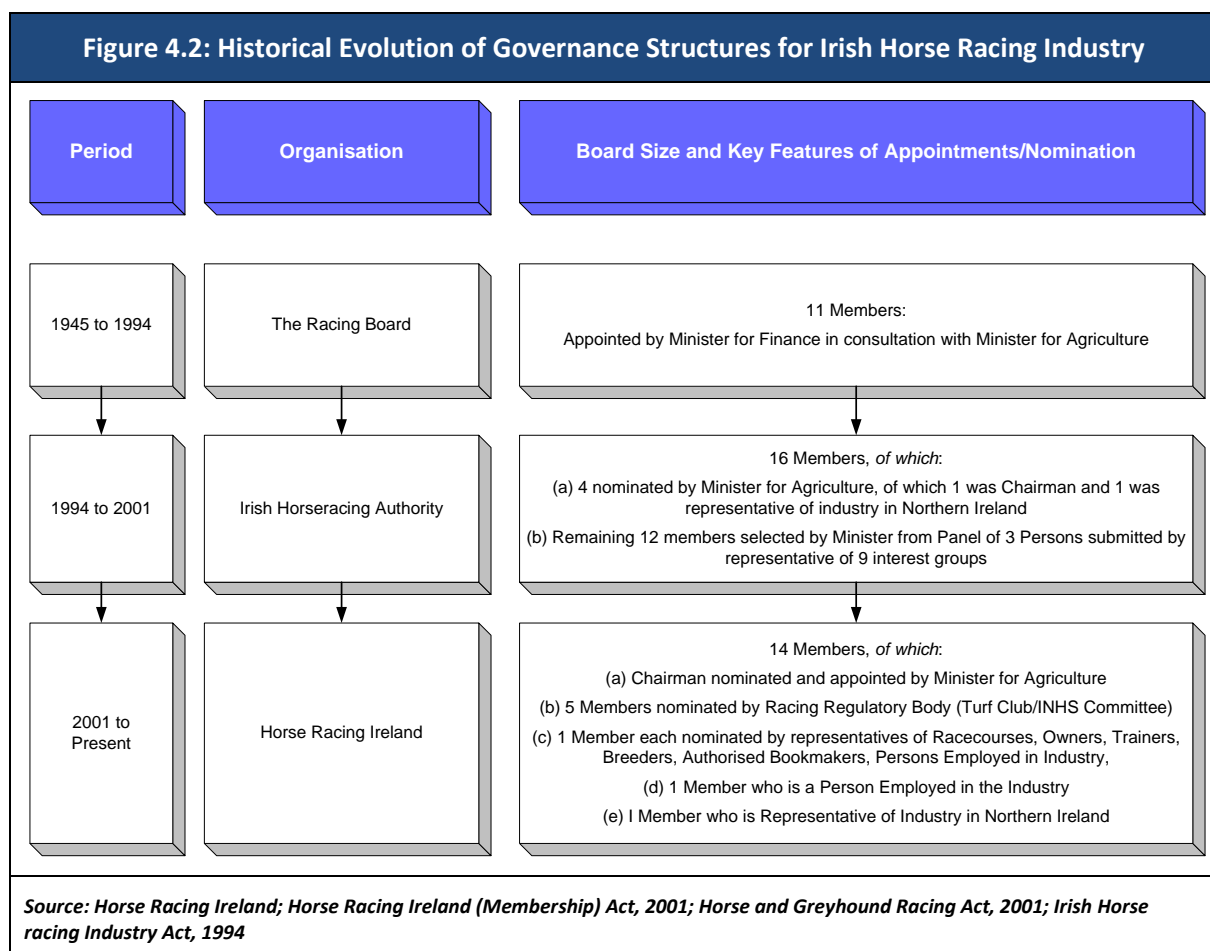 Figure 4.2: Historical Evolution of Governance Structures for Irish Horse Racing Industry
Period
Organisation
Board Size and Key Features of Appointments/Nomination
1945 to 1994
The Racing Board
11 Members:
Appointed by Minister for Finance in consultation with Minister for Agriculture
1994 to 2001
Irish Horseracing Authority
16 Members, of which:
(a) 4 nominated by Minister for Agriculture, of which 1 was Chairman and 1 was
representative of industry in Northern Ireland
(b) Remaining 12 members selected by Minister from Panel of 3 Persons submitted by
representative of 9 interest groups
2001 to
Present
Horse Racing Ireland
14 Members, of which:
(a) Chairman nominated and appointed by Minister for Agriculture
(b) 5 Members nominated by Racing Regulatory Body (Turf Club/INHS Committee)
(c) 1 Member each nominated by representatives of Racecourses, Owners, Trainers,
Breeders, Authorised Bookmakers, Persons Employed in Industry,
(d) 1 Member who is a Person Employed in the Industry
(e) I Member who is Representative of Industry in Northern Ireland
Source: Horse Racing Ireland; Horse Racing Ireland (Membership) Act, 2001; Horse and Greyhound Racing Act, 2001; Irish Horse
racing Industry Act, 1994